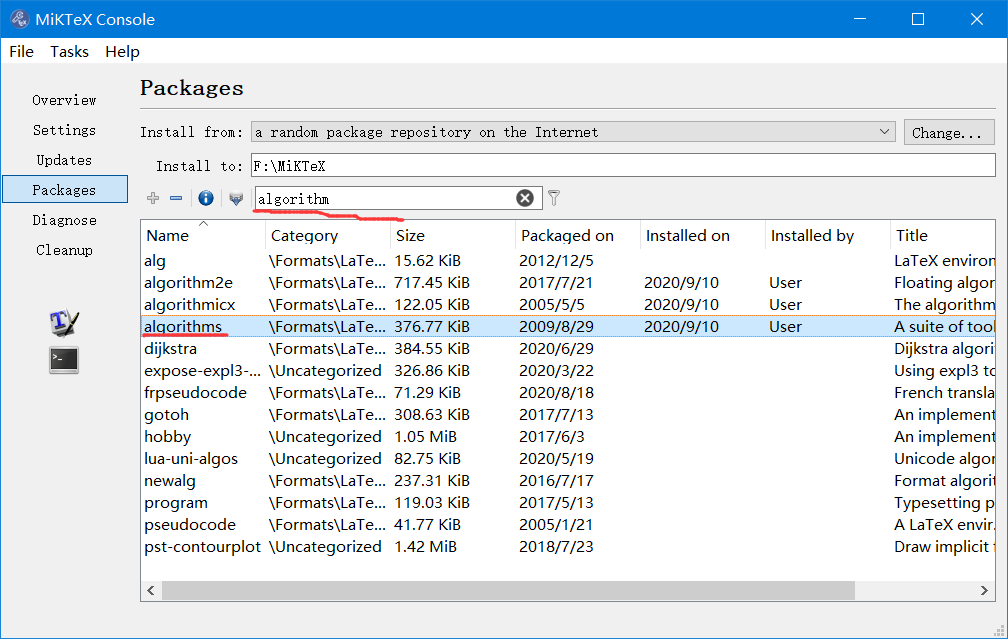 MiKTeX Console
File Tasks Help
Overview
Settings
Updates
Packages
Diagnose
Cleanup
Packages
Install from: a random package repository on the Internet Change...
Install to: F:\MiKTeX
algorithm
Name Category Size Packaged on Installed on Installed by Title
alg \Formats\LaTe... 15.62 KiB 2012/12/5 LaTeX environ
algorithm2e \Formats\LaTe... 717.45 KiB 2017/7/21 2020/9/10 User Floating algor
algorithmicx \Formats\LaTe... 122.05 KiB 2005/5/5 2020/9/10 User The algorithm
algorithms \Formats\LaTe... 376.77 KiB 2009/8/29 2020/9/10 User A suite of tool
dijkstra \Formats\LaTe... 384.55 KiB 2020/6/29 Dijkstra algori
expose-expl3-... \Uncategorized 326.86 KiB 2020/3/22 Using expl3 to
frpseudocode \Formats\LaTe... 71.29 KiB 2020/8/18 French transla
gotoh \Formats\LaTe... 308.63 KiB 2017/7/13 An implement
hobby \Uncategorized 1.05 MiB 2017/6/3 An implement
lua-uni-algos \Uncategorized 82.75 KiB 2020/5/19 Unicode algor
newalg \Formats\LaTe... 237.31 KiB 2016/7/17 Format algorit
program \Formats\LaTe... 119.03 KiB 2017/5/13 Typesetting p
pseudocode \Formats\LaTe... 41.77 KiB 2005/1/21 A LaTeX envir.
pst-contourplot \Uncategorized 1.42 MiB 2018/7/23 Draw implicit f